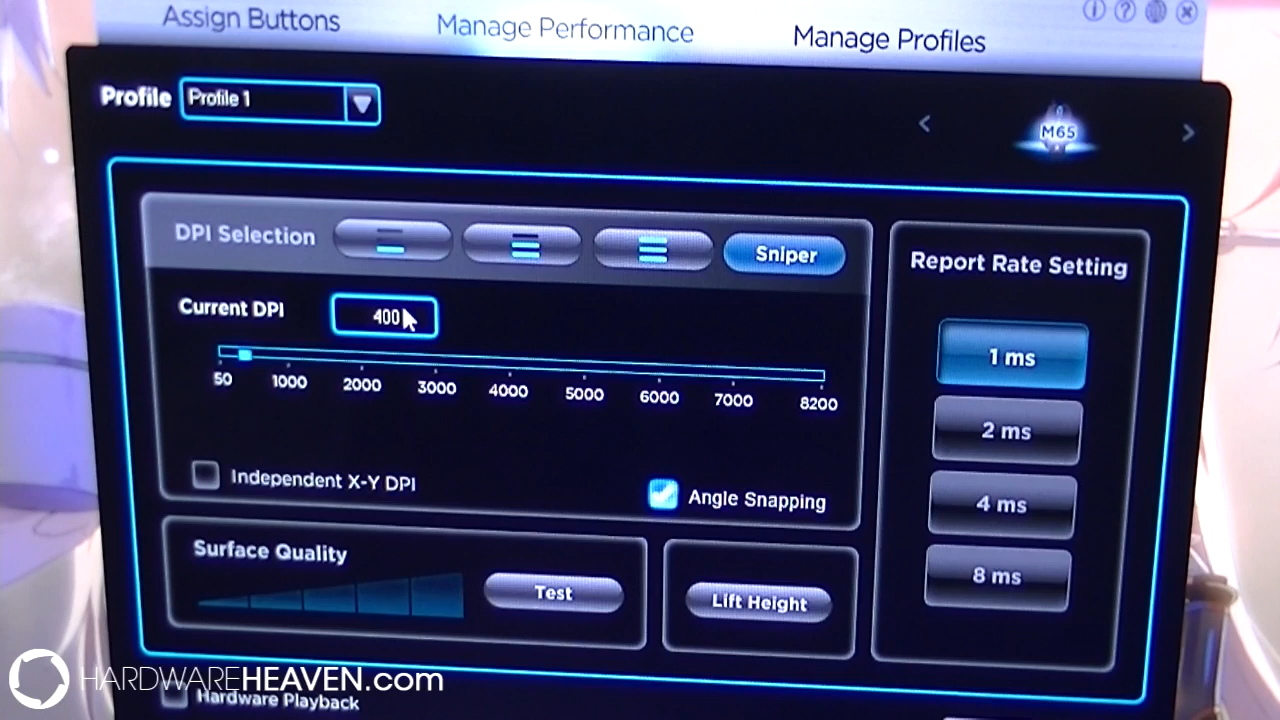 Assign Buttons Manage Performance Manage Profiles
Profile Profile 1
< M65 >
DPI Selection Sniper
Report Rate Setting
Current DPI 400
50 1000 2000 3000 4000 5000 6000 7000 8200
1 ms
2 ms
4 ms
8 ms
Independent X-Y DPI Angle Snapping
Surface Quality
Test
Lift Height
HARDWAREHEAVEN.com
Hardware Playback